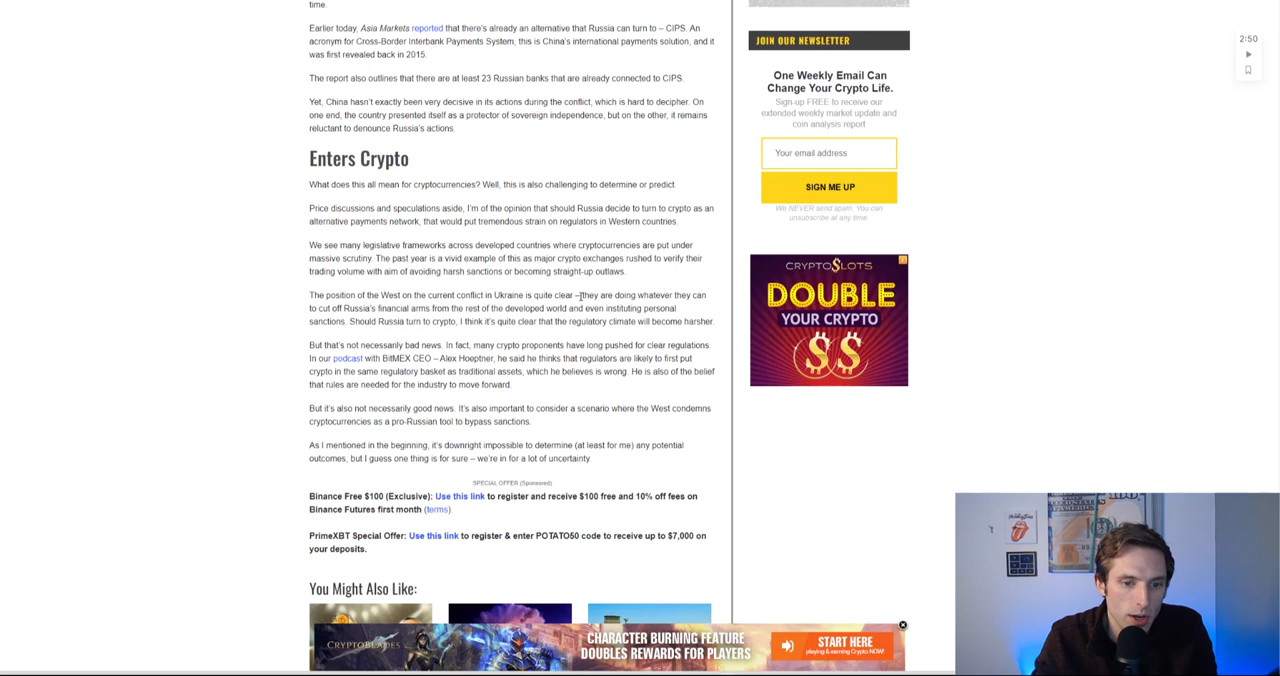 time.
Earlier today, Asia Markets reported that there's already an alternative that Russia can turn to – CIPS. An
acronym for Cross-Border Interbank Payments System, this is China's international payments solution, and it
was first revealed back in 2015.
The report also outlines that there are at least 23 Russian banks that are already connected to CIPS.
Yet, China hasn't exactly been very decisive in its actions during the conflict, which is hard to decipher. On
one end, the country presented itself as a protector of sovereign independence, but on the other, it remains
reluctant to denounce Russia's actions.
Enters Crypto
What does this all mean for cryptocurrencies? Well, this is also challenging to determine or predict.
Price discussions and speculations aside, I'm of the opinion that should Russia decide to turn to crypto as an
alternative payments network, that would put tremendous strain on regulators in Western countries.
We see many legislative frameworks across developed countries where cryptocurrencies are put under
massive scrutiny. The past year is a vivid example of this as major crypto exchanges rushed to verify their
trading volume with aim of avoiding harsh sanctions or becoming straight-up outlaws.
The position of the West on the current conflict in Ukraine is quite clear – they are doing whatever they can
to cut off Russia's financial arms from the rest of the developed world and even instituting personal
sanctions. Should Russia turn to crypto, I think it's quite clear that the regulatory climate will become harsher.
But that's not necessarily bad news. In fact, many crypto proponents have long pushed for clear regulations.
In our podcast with BitMEX CEO – Alex Hoeptner, he said he thinks that regulators are likely to first put
crypto in the same regulatory basket as traditional assets, which he believes is wrong. He is also of the belief
that rules are needed for the industry to move forward.
But it's also not necessarily good news. It's also important to consider a scenario where the West condemns
cryptocurrencies as a pro-Russian tool to bypass sanctions.
As I mentioned in the beginning, it's downright impossible to determine (at least for me) any potential
outcomes, but I guess one thing is for sure – we're in for a lot of uncertainty.
SPECIAL OFFER (Sponsored)
Binance Free $100 (Exclusive): Use this link to register and receive $100 free and 10% off fees on
Binance Futures first month (terms).
PrimeXBT Special Offer: Use this link to register & enter POTATO50 code to receive up to $7,000 on
your deposits.
You Might Also Like:
JOIN OUR NEWSLETTER
One Weekly Email Can
Change Your Crypto Life.
Sign-up FREE to receive our
extended weekly market update and
coin analysis report
Your email address
SIGN ME UP
We NEVER send spam. You can
unsubscribe at any time
CRYPTOSLOTS
DOUBLE
YOUR CRYPTO
$$
2:50
CRYPTOBLADES
CHARACTER BURNING FEATURE
DOUBLES REWARDS FOR PLAYERS
START HERE
playing & earning Crypto NOW!